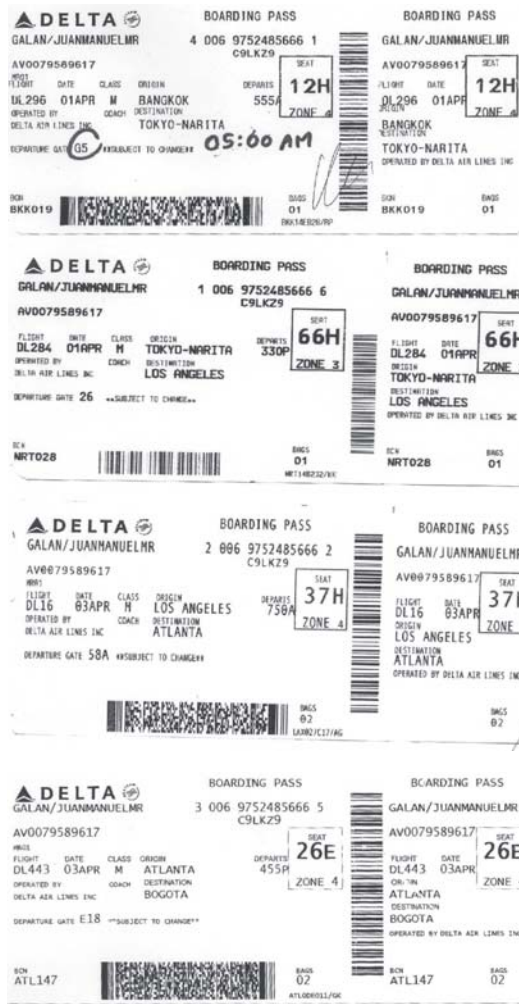 DELTA BOARDING PASS BOARDING PASS
GALAN/JUANMANUELMR 4 006 9752485666 1 GALAN/JUANMANUELMR
C9LKZ9
AV0079589617 SEAT AV0079589617 SEAT
FLIGHT DATE CLASS ORIGIN DEPARTS 12H FLIGHT DATE 12H
DL296 01APR M BANGKOK 555A ZONE 4 DL296 01APR ZONE 4
OPERATED BY COACH DESTINATION ORIGIN
DELTA AIR LINES INC TOKYO-NARITA BANGKOK
DESTINATION
DEPARTURE GATE G5 **SUBJECT TO CHANGE** 05:00 AM TOKYO-NARITA
OPERATED BY DELTA AIR LINES INC
BAGS BAGS
BKK019 01 BKK019 01
DELTA BOARDING PASS BOARDING PASS
GALAN/JUANMANUELMR 1 006 9752485666 6 GALAN/JUANMANUELMR
C9LKZ9
AV0079589617 SEAT AV0079589617 SEAT
FLIGHT DATE CLASS ORIGIN DEPARTS 66H FLIGHT DATE 66H
DL284 01APR M TOKYO-NARITA 330P ZONE 3 DL284 01APR ZONE
OPERATED BY COACH DESTINATION ORIGIN
DELTA AIR LINES INC LOS ANGELES TOKYO-NARITA
DESTINATION
DEPARTURE GATE 26 **SUBJECT TO CHANGE** LOS ANGELES
OPERATED BY DELTA AIR LINES INC
BAGS BAGS
NRT028 01 NRT028 01
DELTA BOARDING PASS BOARDING PASS
GALAN/JUANMANUELMR 2 006 9752485666 2 GALAN/JUANMANUELMR
C9LKZ9
AV0079589617 SEAT AV0079589617 SEAT
FLIGHT DATE CLASS ORIGIN DEPARTS 37H FLIGHT DATE 37
DL16 03APR M LOS ANGELES 750A ZONE 4 DL16 03APR ZONE
OPERATED BY COACH DESTINATION ORIGIN
DELTA AIR LINES INC ATLANTA LOS ANGELES
DESTINATION
DEPARTURE GATE 58A **SUBJECT TO CHANGE** ATLANTA
OPERATED BY DELTA AIR LINES INC
BAGS BAGS
02 02
DELTA BOARDING PASS BOARDING PASS
GALAN/JUANMANUELMR 3 006 9752485666 5 GALAN/JUANMANUELMR
C9LKZ9
AV0079589617 SEAT AV0079589617 SEAT
FLIGHT DATE CLASS ORIGIN DEPARTS 26E FLIGHT DATE 26E
DL443 03APR M ATLANTA 455P ZONE 4 DL443 03APR ZONE
OPERATED BY COACH DESTINATION ORIGIN
DELTA AIR LINES INC BOGOTA ATLANTA
DESTINATION
DEPARTURE GATE E18 **SUBJECT TO CHANGE** BOGOTA
OPERATED BY DELTA AIR LINES INC
BAGS BAGS
ATL147 02 ATL147 02